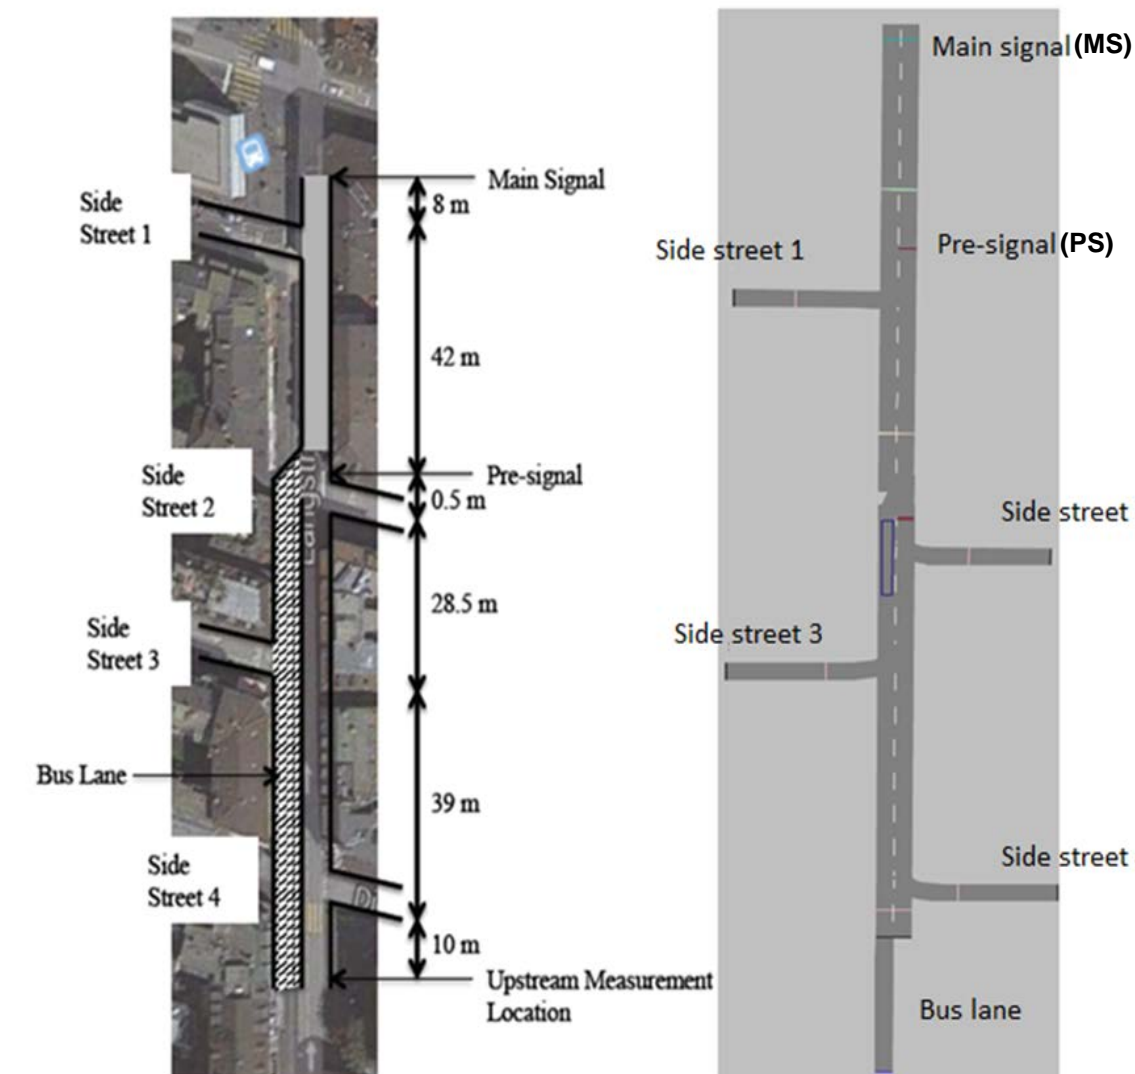 Main Signal
8 m
Side
Street 1
42 m
Side
Street 2
Pre-signal
0.5 m
28.5 m
Side
Street 3
Bus Lane
39 m
Side
Street 4
10 m
Upstream Measurement
Location
Main signal (MS)
Pre-signal (PS)
Side street 1
Side street
Side street 3
Side street
Bus lane